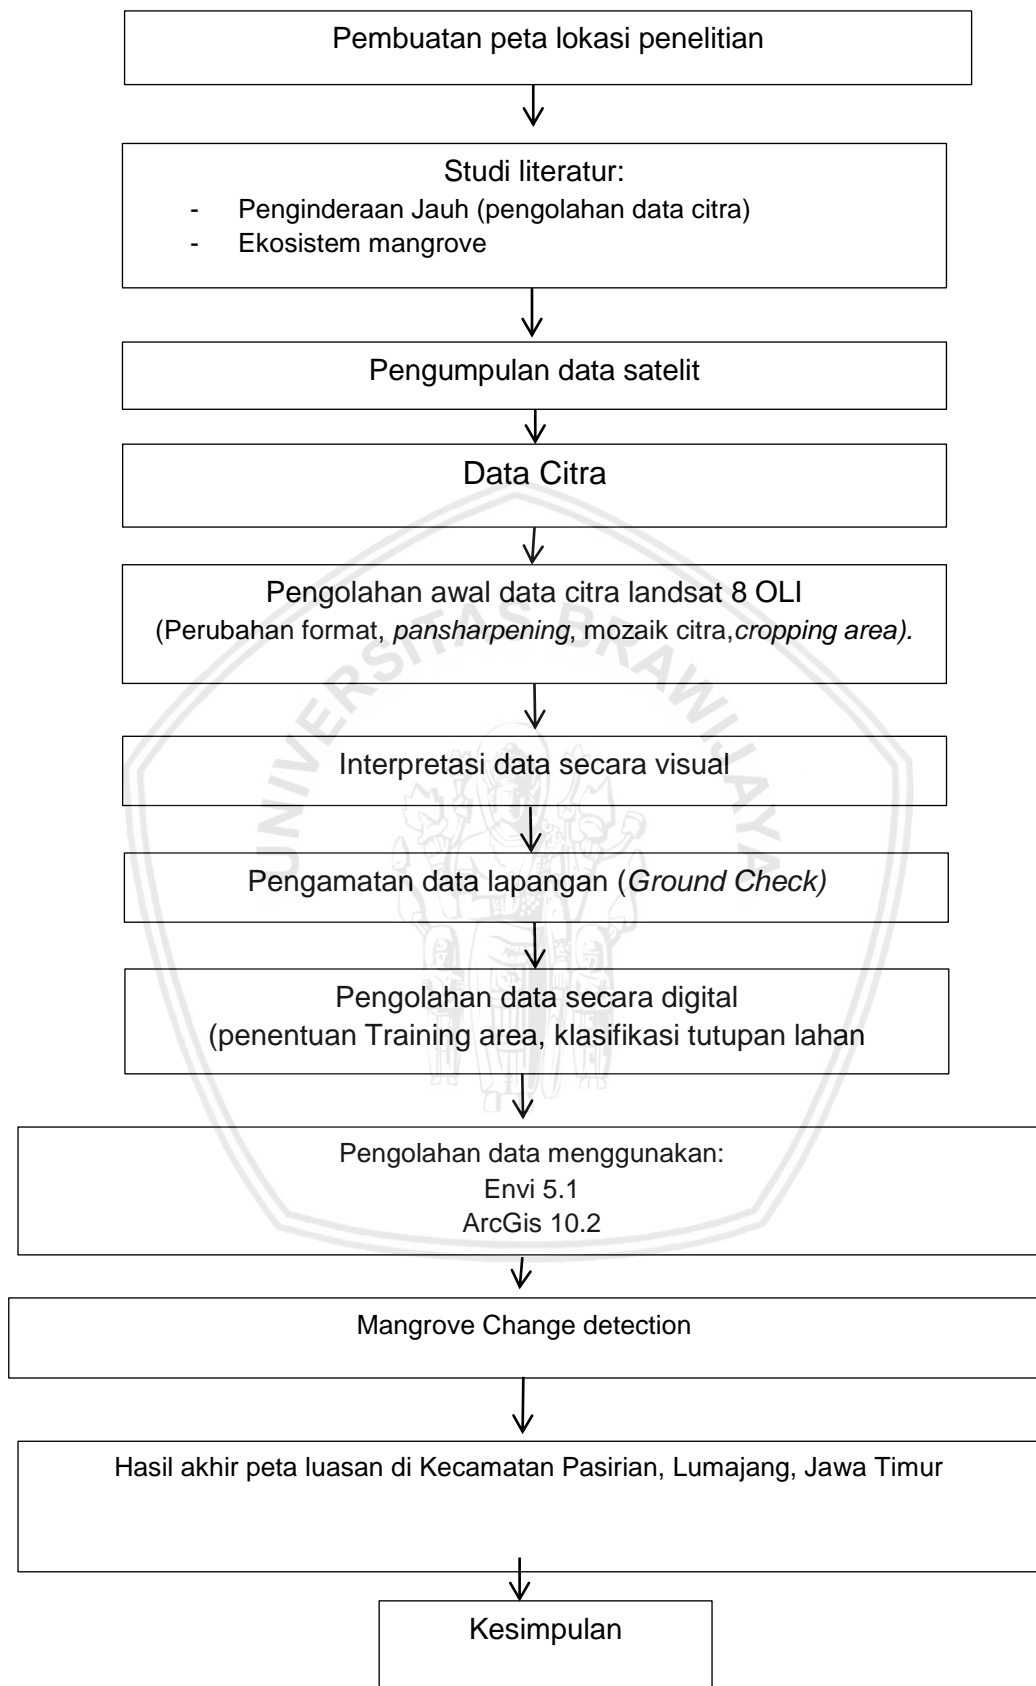 Pembuatan peta lokasi penelitian
Studi literatur:
- Penginderaan Jauh (pengolahan data citra)
- Ekosistem mangrove
Pengumpulan data satelit
Data Citra
Pengolahan awal data citra landsat 8 OLI
(Perubahan format, pansharpening, mozaik citra,cropping area).
Interpretasi data secara visual
Pengamatan data lapangan (Ground Check)
Pengolahan data secara digital
(penentuan Training area, klasifikasi tutupan lahan
Pengolahan data menggunakan:
Envi 5.1
ArcGis 10.2
Mangrove Change detection
Hasil akhir peta luasan di Kecamatan Pasirian, Lumajang, Jawa Timur
Kesimpulan
UNIVERSITAS BRAWIJAYA